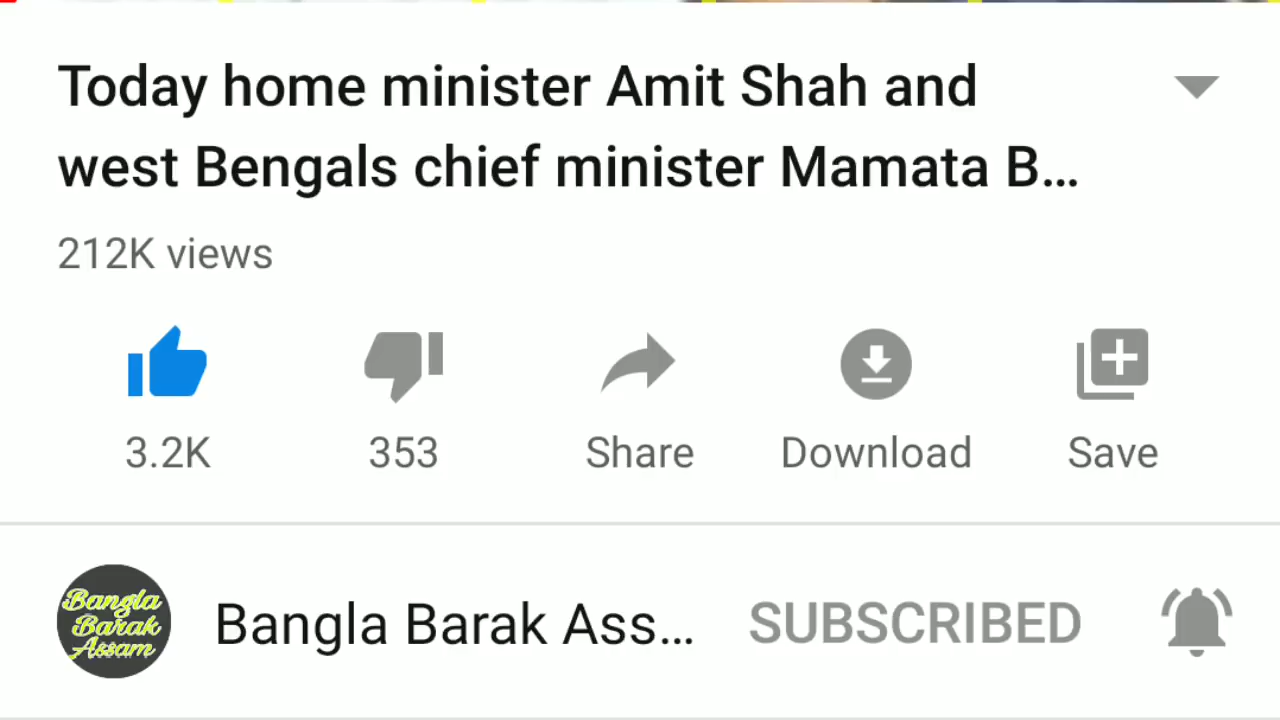 Today home minister Amit Shah and
west Bengals chief minister Mamata B...
212K views
3.2K
353
Share
Download
Save
Bangla
Barak
Assam
Bangla Barak Ass...
SUBSCRIBED